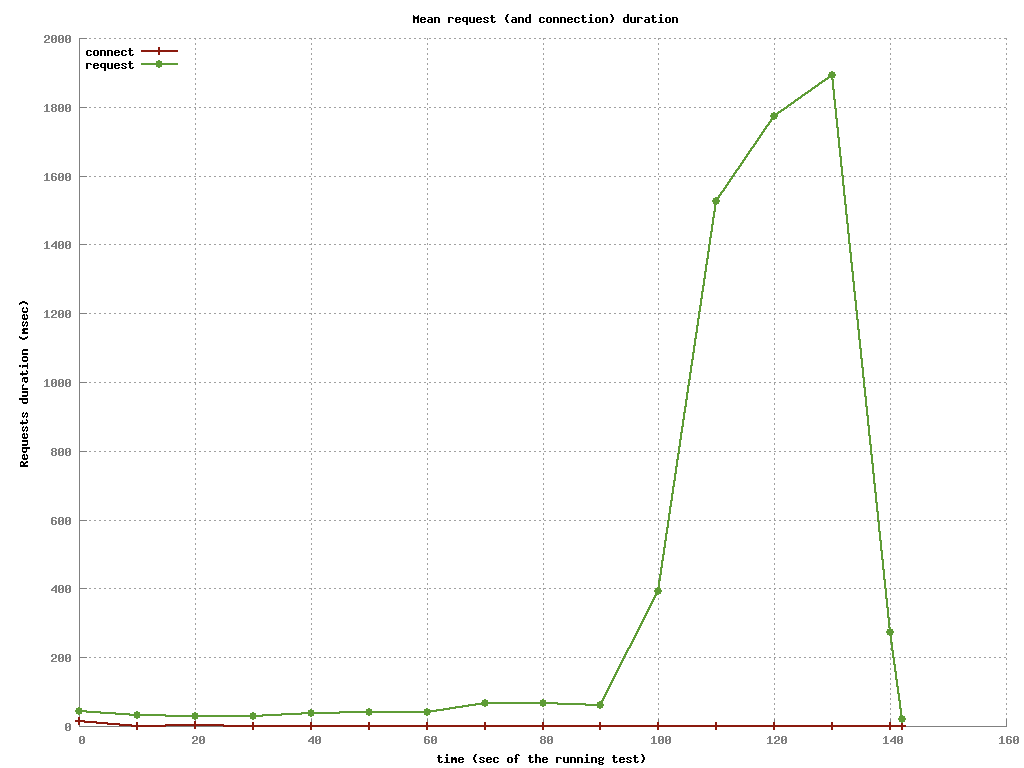 Mean request (and connection) duration
2000
connect
request
1800
1600
1400
1200
1000
800
600
400
200
0
Requests duration (msec)
0 20 40 60 80 100 120 140 160
time (sec of the running test)